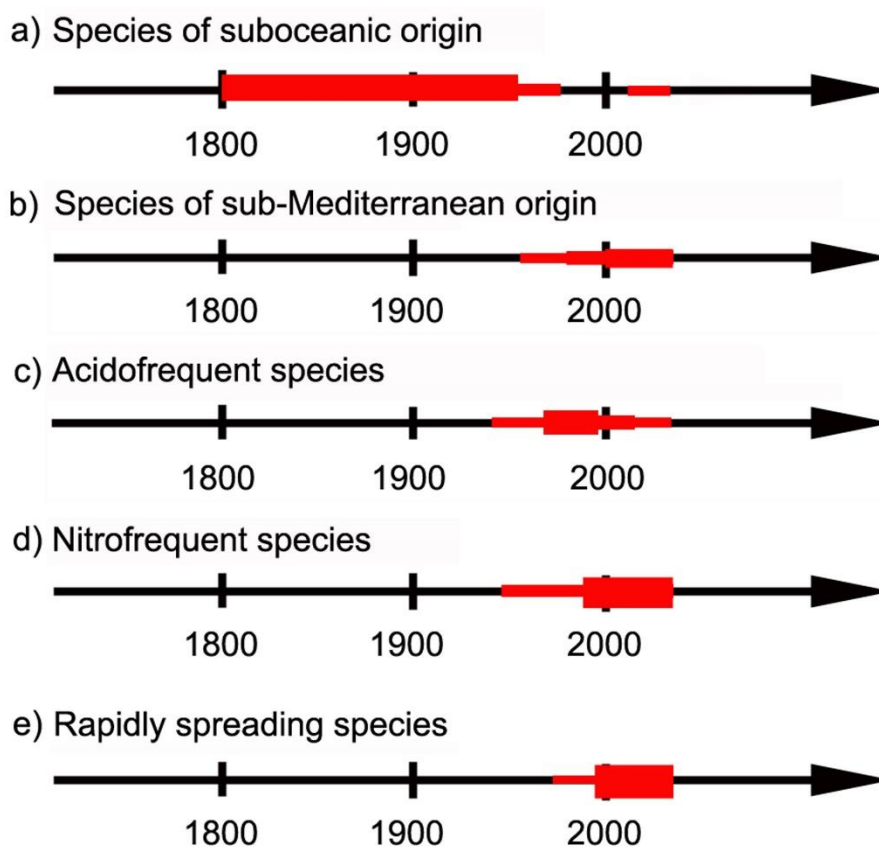 a) Species of suboceanic origin
1800 1900 2000
b) Species of sub-Mediterranean origin
1800 1900 2000
c) Acidofrequent species
1800 1900 2000
d) Nitrofrequent species
1800 1900 2000
e) Rapidly spreading species
1800 1900 2000